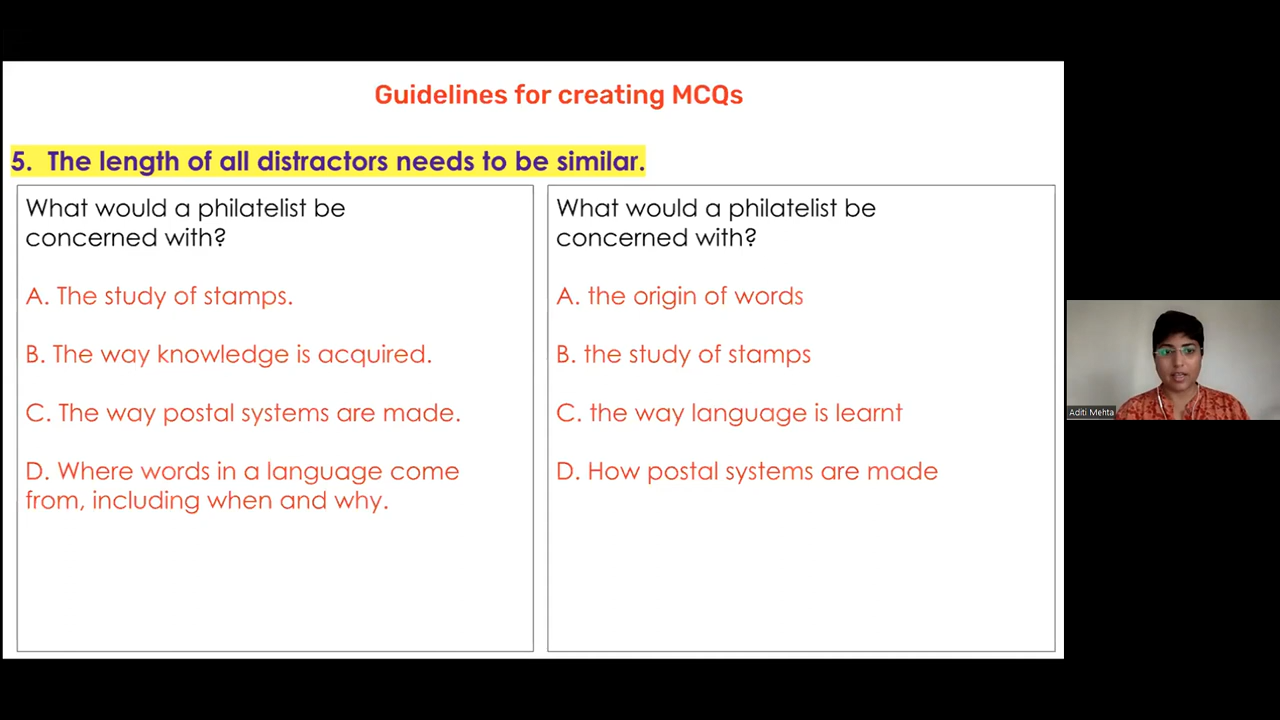 Guidelines for creating MCQs
5. The length of all distractors needs to be similar.
What would a philatelist be
concerned with?
A. The study of stamps.
B. The way knowledge is acquired.
C. The way postal systems are made.
D. Where words in a language come
from, including when and why.
What would a philatelist be
concerned with?
A. the origin of words
B. the study of stamps
C. the way language is learnt
D. How postal systems are made
Aditi Mehta